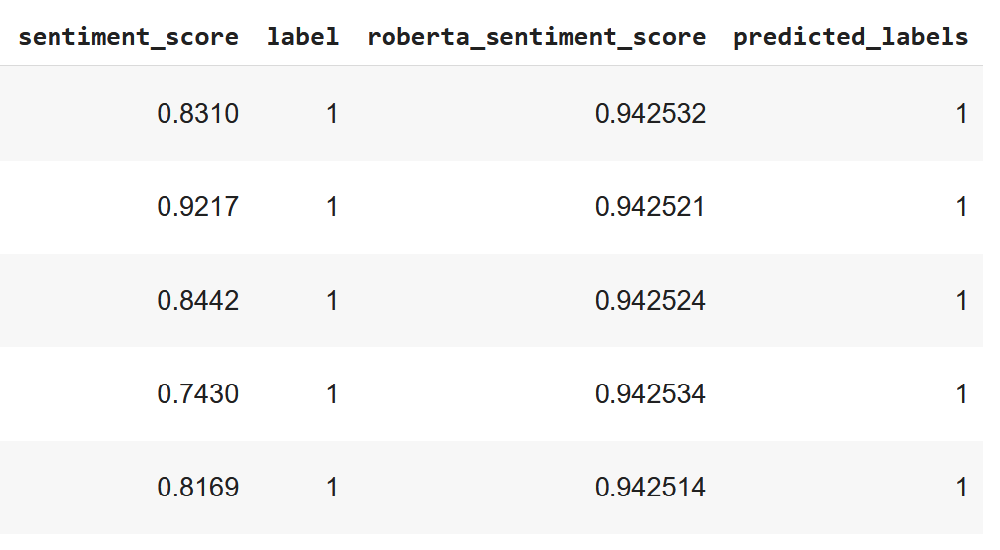 sentiment_score label roberta_sentiment_score predicted_labels
0.8310 1 0.942532 1
0.9217 1 0.942521 1
0.8442 1 0.942524 1
0.7430 1 0.942534 1
0.8169 1 0.942514 1